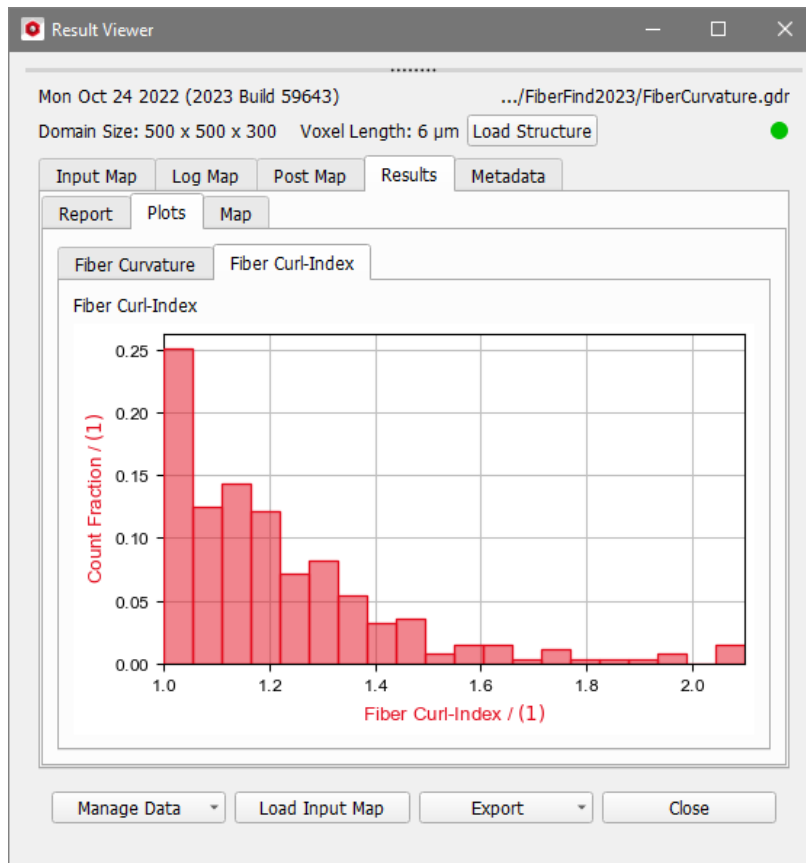 Result Viewer
Mon Oct 24 2022 (2023 Build 59643) .../FiberFind2023/FiberCurvature.gdr
Domain Size: 500 x 500 x 300 Voxel Length: 6 µm Load Structure
Input Map Log Map Post Map Results Metadata
Report Plots Map
Fiber Curvature Fiber Curl-Index
Fiber Curl-Index
0.25
0.20
0.15
0.10
0.05
0.00
Count Fraction / (1)
1.0 1.2 1.4 1.6 1.8 2.0
Fiber Curl-Index / (1)
Manage Data Load Input Map Export Close